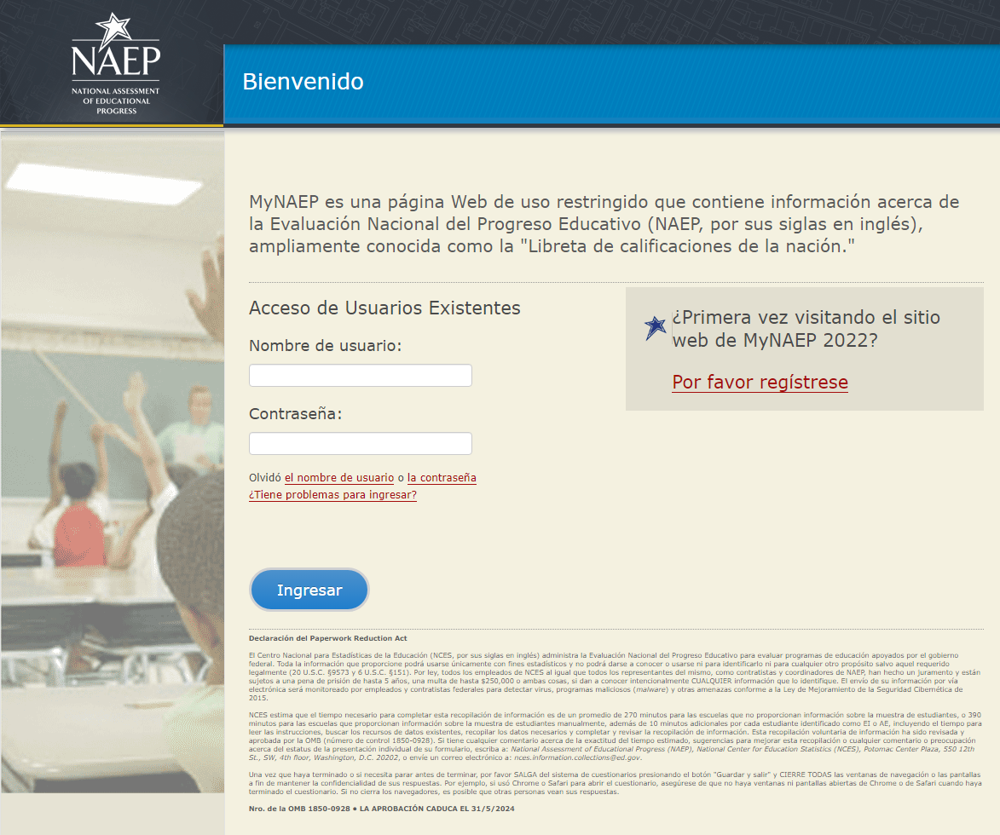 NAEP
NATIONAL ASSESSMENT
OF EDUCATIONAL
PROGRESS
Bienvenido
MyNAEP es una página Web de uso restringido que contiene información acerca de
la Evaluación Nacional del Progreso Educativo (NAEP, por sus siglas en inglés),
ampliamente conocida como la "Libreta de calificaciones de la nación."
Acceso de Usuarios Existentes
Nombre de usuario:
Contraseña:
Olvidó el nombre de usuario o la contraseña
¿Tiene problemas para ingresar?
¿Primera vez visitando el sitio
web de MyNAEP 2022?
Por favor regístrese
Ingresar
Declaración del Paperwork Reduction Act
El Centro Nacional para Estadísticas de la Educación (NCES, por sus siglas en inglés) administra la Evaluación Nacional del Progreso Educativo para evaluar programas de educación apoyados por el gobierno
federal. Toda la información que proporcione podrá usarse únicamente con fines estadísticos y no podrá darse a conocer o usarse ni para identificarlo ni para cualquier otro propósito salvo aquel requerido
legalmente (20 U.S.C. §9573 y 6 U.S.C. §151). Por ley, todos los empleados de NCES al igual que todos los representantes del mismo, como contratistas y coordinadores de NAEP, han hecho un juramento y están
sujetos a una pena de prisión de hasta 5 años, una multa de hasta $250,000 o ambas cosas, si dan a conocer intencionalmente CUALQUIER información que lo identifique. El envío de su información por vía
electrónica será monitoreado por empleados y contratistas federales para detectar virus, programas maliciosos (malware) y otras amenazas conforme a la Ley de Mejoramiento de la Seguridad Cibernética de
2015.
NCES estima que el tiempo necesario para completar esta recopilación de información es de un promedio de 270 minutos para las escuelas que no proporcionan información sobre la muestra de estudiantes, o 390
minutos para las escuelas que proporcionan información sobre la muestra de estudiantes manualmente, además de 10 minutos adicionales por cada estudiante identificado como EI o AE, incluyendo el tiempo para
leer las instrucciones, buscar los recursos de datos existentes, recopilar los datos necesarios y completar y revisar la recopilación de información. Esta recopilación voluntaria de información ha sido revisada y
aprobada por la OMB (número de control 1850-0928). Si tiene cualquier comentario acerca de la exactitud del tiempo estimado, sugerencias para mejorar esta recopilación o cualquier comentario o preocupación
acerca del estatus de la presentación individual de su formulario, escriba a: National Assessment of Educational Progress (NAEP), National Center for Education Statistics (NCES), Potomac Center Plaza, 550 12th
St., SW, 4th floor, Washington, D.C. 20202, o envíe un correo electrónico a: nces.information.collections@ed.gov.
Una vez que haya terminado o si necesita parar antes de terminar, por favor SALGA del sistema de cuestionarios presionando el botón "Guardar y salir" y CIERRE TODAS las ventanas de navegación o las pantallas
a fin de mantener la confidencialidad de sus respuestas. Por ejemplo, si usó Chrome o Safari para abrir el cuestionario, asegúrese de que no haya ventanas ni pantallas abiertas de Chrome o de Safari cuando haya
terminado el cuestionario. Si no cierra los navegadores, es posible que otras personas vean sus respuestas.
Nro. de la OMB 1850-0928 • LA APROBACIÓN CADUCA EL 31/5/2024